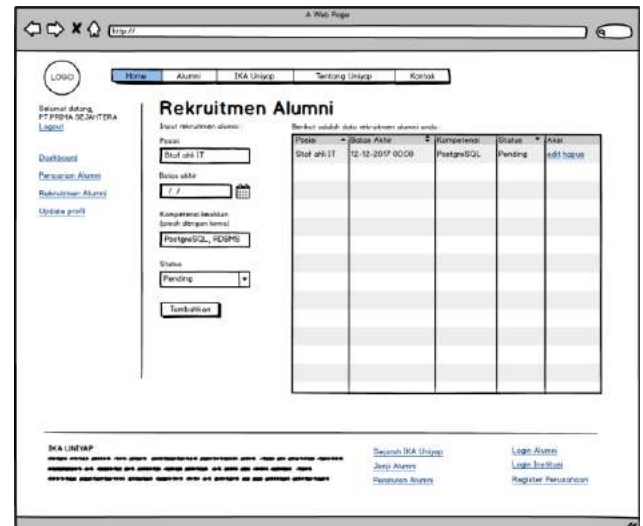 A Web Page
http://
LOGO
Home Alumni IKA Uniyap Tentang Uniyap Kontak
Selamat datang,
PT.PRIMA SEJAHTERA
Logout
Dashboard
Pencarian Alumni
Rekrutmen Alumni
Update profil
Rekruitmen Alumni
Input rekruitmen alumni :
Posisi
Staf ahli IT
Batas akhir
/ /
Kompetensi keahlian
(pisah dengan koma)
PostgreSQL, RDBMS
Status
Pending
Tambahkan
Berikut adalah data rekruitmen alumni anda :
Posisi Batas Akhir Kompetensi Status Aksi
Staf ahli IT 12-12-2017 00:00 PostgreSQL Pending edit hapus
IKA UNIYAP
Sejarah IKA Uniyap
Janji Alumni
Peraturan Alumni
Login Alumni
Login Institusi
Register Perusahaan